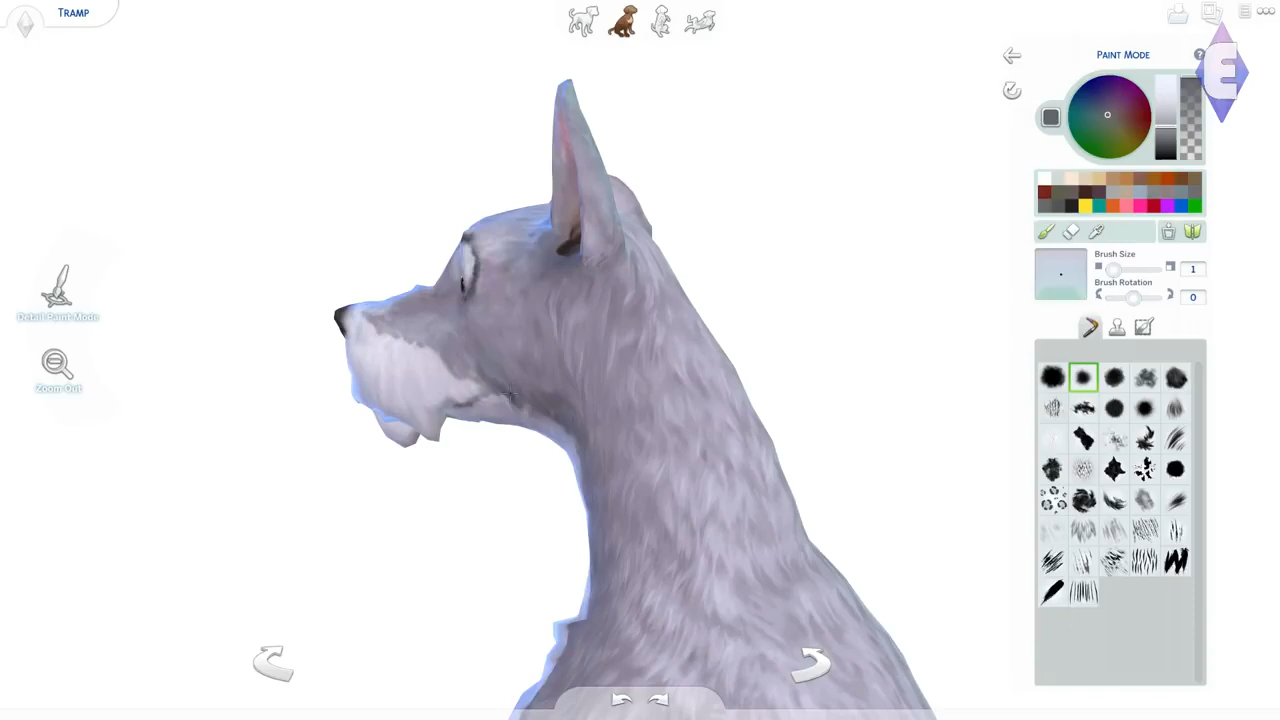 TRAMP
PAINT MODE
?
E
Brush Size
1
Brush Rotation
0
Detail Paint Mode
Zoom Out